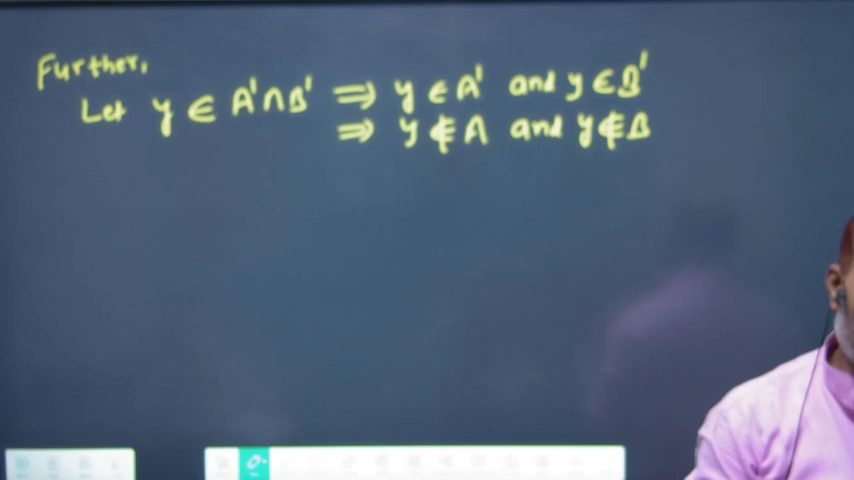 Further,
Let y ∈ A'∩B' ⇒ y ∈ A' and y ∈ B'
⇒ y ∉ A and y ∉ B